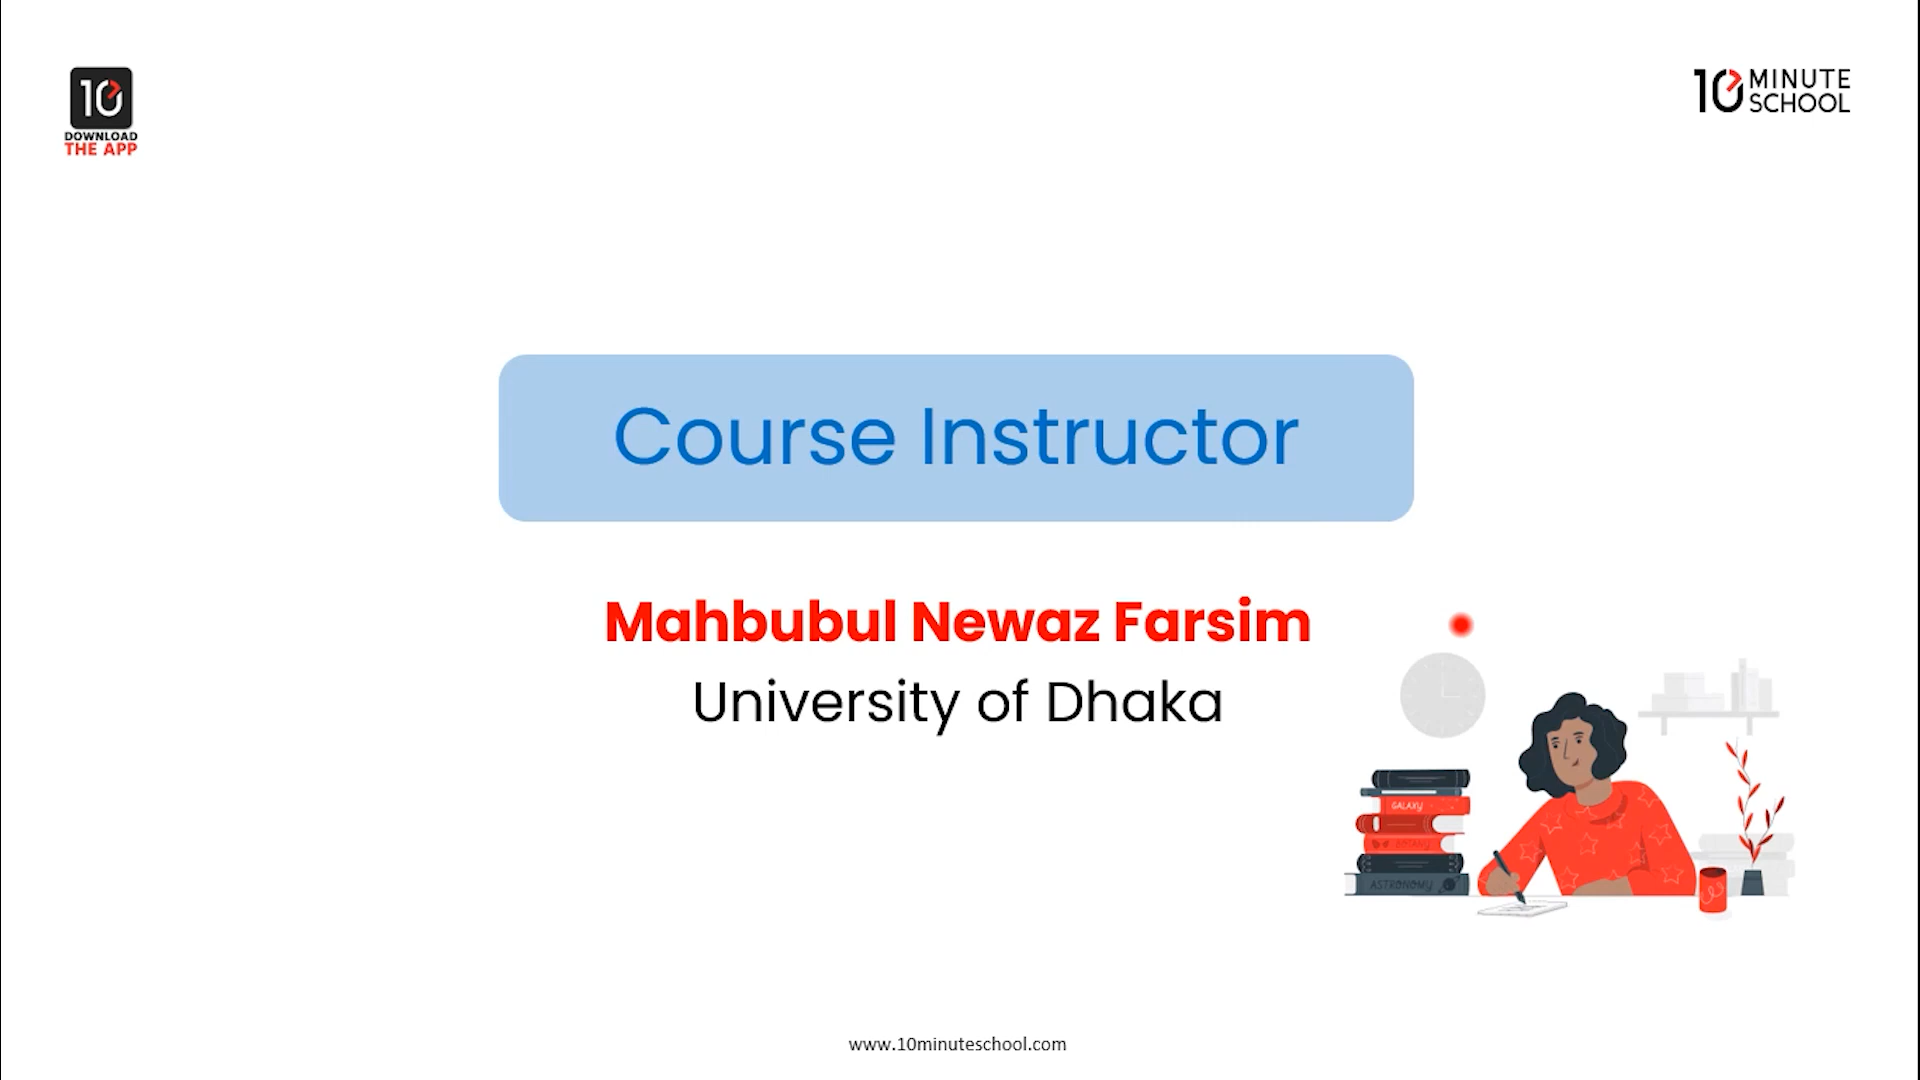 10
DOWNLOAD
THE APP
10 MINUTE
SCHOOL
Course Instructor
Mahbubul Newaz Farsim
University of Dhaka
GALAXY
BOTANY
ASTRONOMY
www.10minuteschool.com